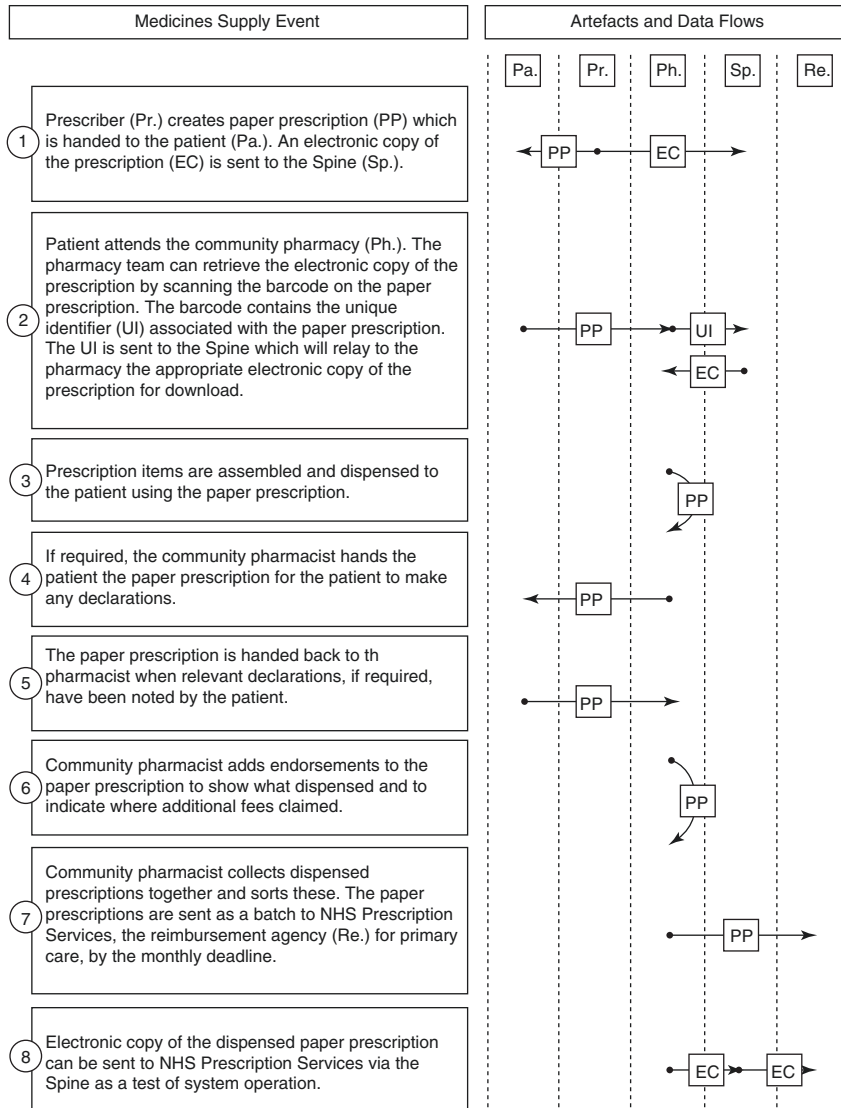 Medicines Supply Event
Artefacts and Data Flows
Pa.
Pr.
Ph.
Sp.
Re.
1
Prescriber (Pr.) creates paper prescription (PP) which
is handed to the patient (Pa.). An electronic copy of
the prescription (EC) is sent to the Spine (Sp.).
PP
EC
2
Patient attends the community pharmacy (Ph.). The
pharmacy team can retrieve the electronic copy of the
prescription by scanning the barcode on the paper
prescription. The barcode contains the unique
identifier (UI) associated with the paper prescription.
The UI is sent to the Spine which will relay to the
pharmacy the appropriate electronic copy of the
prescription for download.
PP
UI
EC
3
Prescription items are assembled and dispensed to
the patient using the paper prescription.
PP
4
If required, the community pharmacist hands the
patient the paper prescription for the patient to make
any declarations.
PP
5
The paper prescription is handed back to th
pharmacist when relevant declarations, if required,
have been noted by the patient.
PP
6
Community pharmacist adds endorsements to the
paper prescription to show what dispensed and to
indicate where additional fees claimed.
PP
7
Community pharmacist collects dispensed
prescriptions together and sorts these. The paper
prescriptions are sent as a batch to NHS Prescription
Services, the reimbursement agency (Re.) for primary
care, by the monthly deadline.
PP
8
Electronic copy of the dispensed paper prescription
can be sent to NHS Prescription Services via the
Spine as a test of system operation.
EC
EC